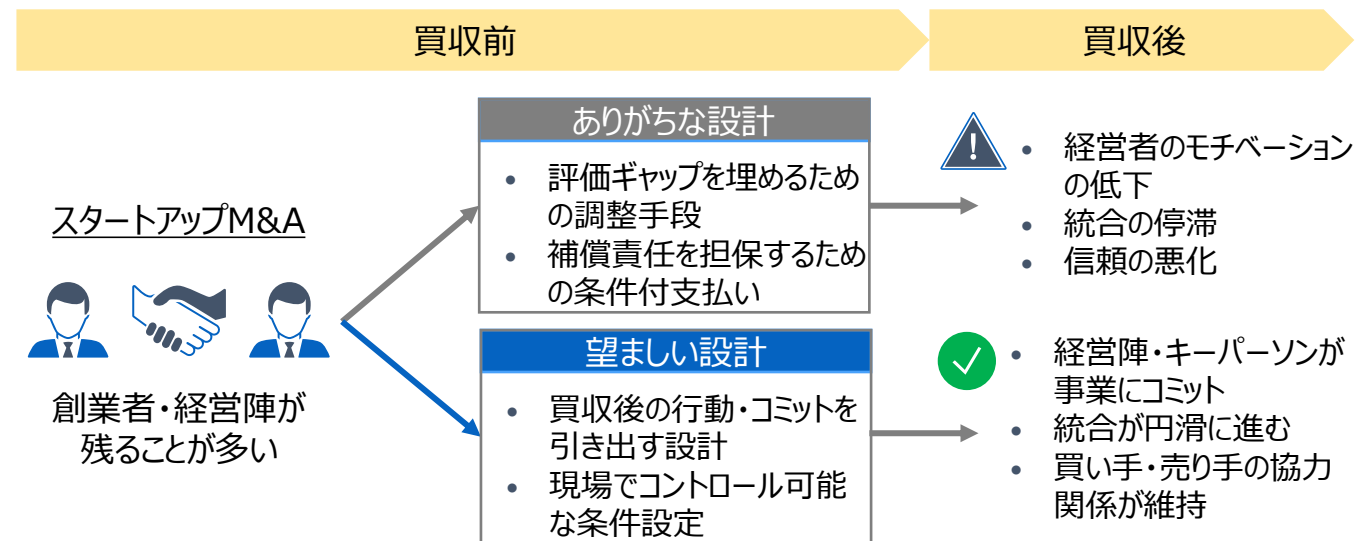 買収前
買収後
スタートアップM&A
創業者・経営陣が
残ることが多い
ありがちな設計
• 評価ギャップを埋めるため
の調整手段
• 補償責任を担保するため
の条件付支払い
• 経営者のモチベーション
の低下
• 統合の停滞
• 信頼の悪化
望ましい設計
• 買収後の行動・コミットを
引き出す設計
• 現場でコントロール可能
な条件設定
• 経営陣・キーパーソンが
事業にコミット
• 統合が円滑に進む
• 買い手・売り手の協力
関係が維持